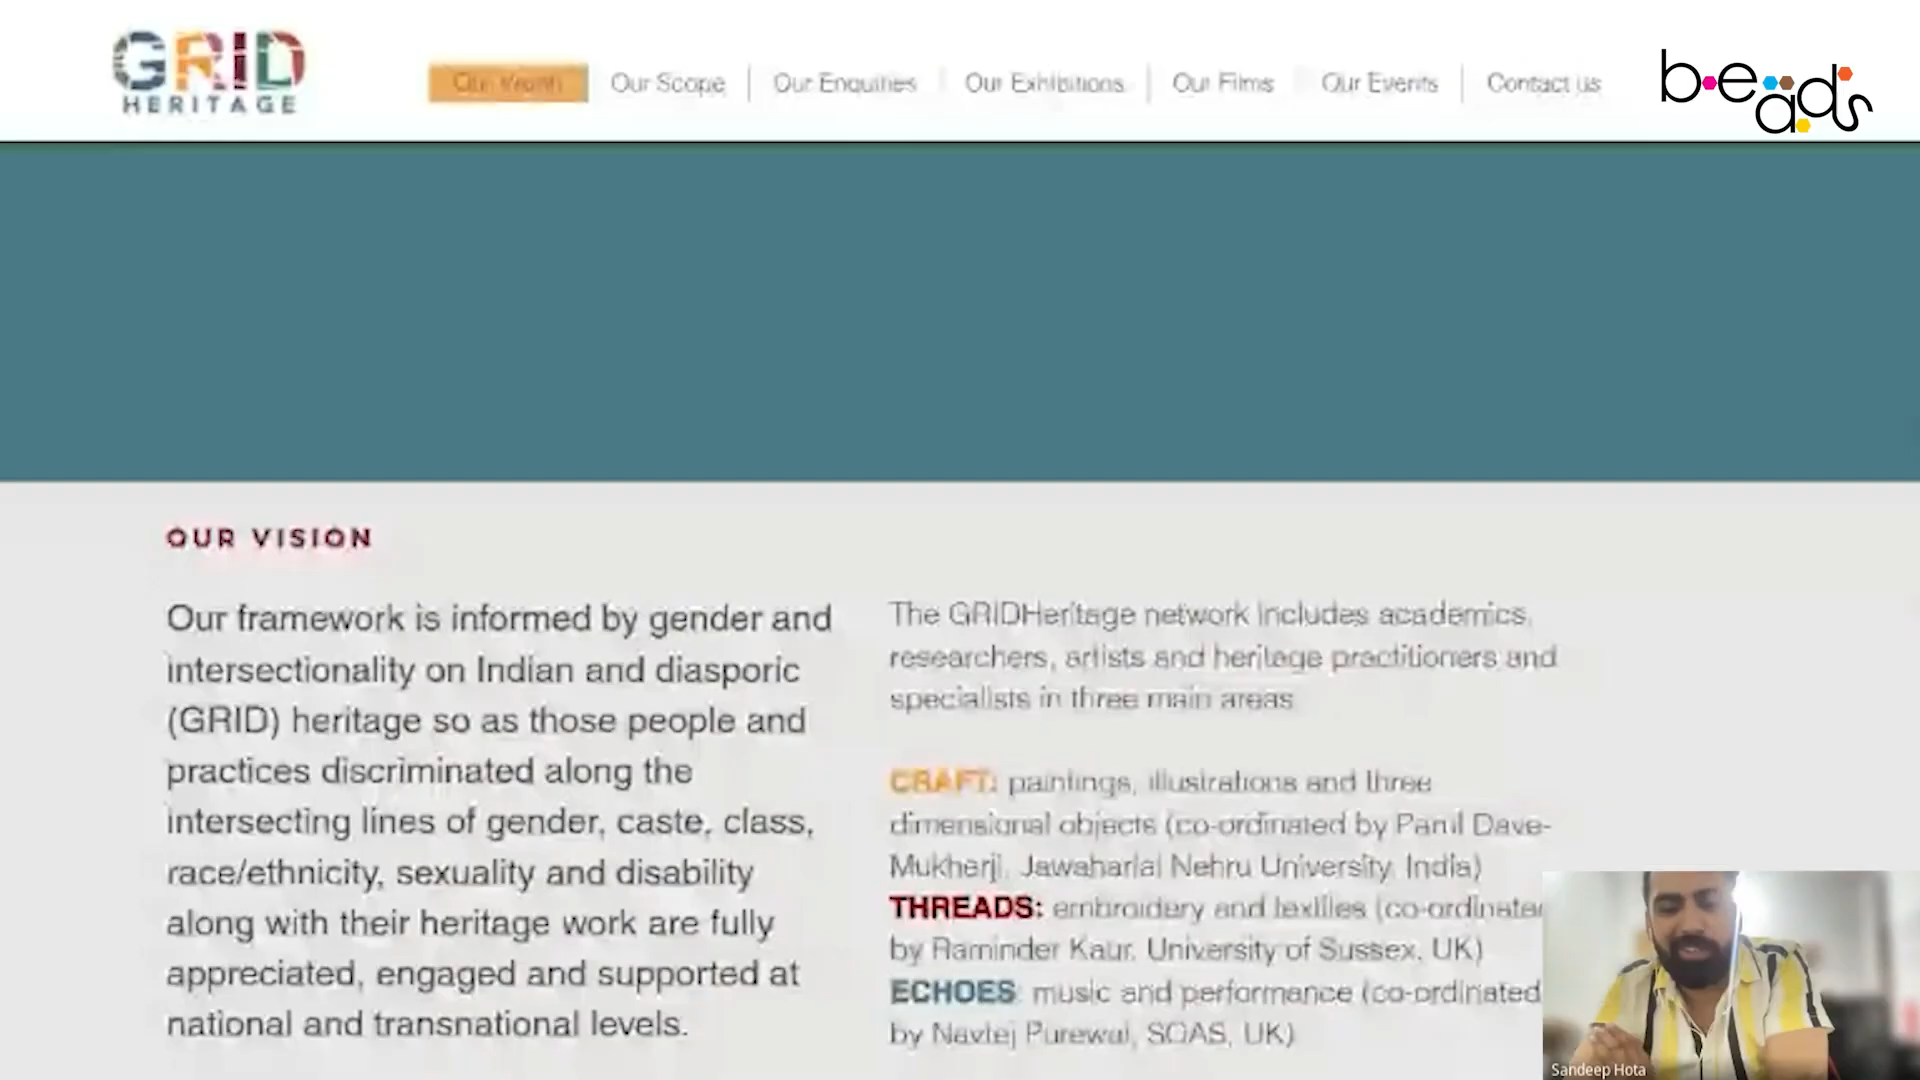 GRID
HERITAGE
Our Vision
Our Scope
Our Enquiries
Our Exhibitions
Our Films
Our Events
Contact us
beads
OUR VISION
Our framework is informed by gender and
intersectionality on Indian and diasporic
(GRID) heritage so as those people and
practices discriminated along the
intersecting lines of gender, caste, class,
race/ethnicity, sexuality and disability
along with their heritage work are fully
appreciated, engaged and supported at
national and transnational levels.
The GRIDHeritage network includes academics,
researchers, artists and heritage practitioners and
specialists in three main areas
CRAFT: paintings, illustrations and three
dimensional objects (co-ordinated by Parul Dave-
Mukherji, Jawaharlal Nehru University, India)
THREADS: embroidery and textiles (co-ordinated
by Raminder Kaur, University of Sussex, UK)
ECHOES: music and performance (co-ordinated
by Navtej Purewal, SOAS, UK)
Sandeep Hota